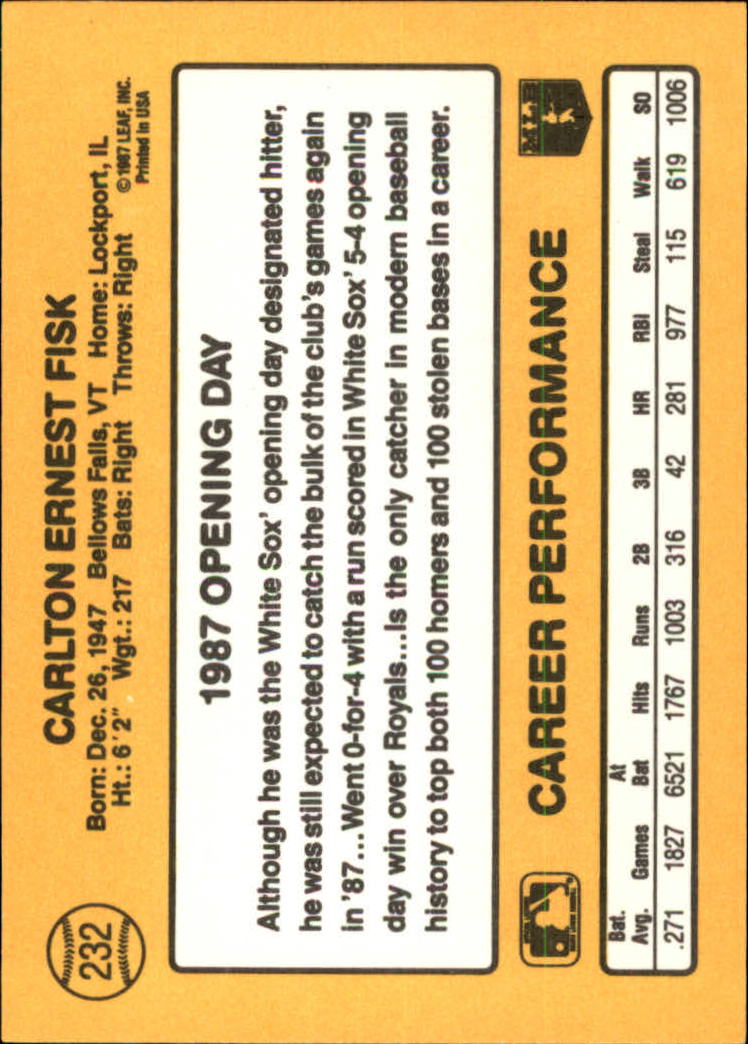 232
CARLTON ERNEST FISK
Born: Dec. 26, 1947 Bellows Falls, VT Home: Lockport, IL
Ht.: 6'2" Wgt.: 217 Bats: Right Throws: Right
©1987 LEAF, INC.
Printed in USA
1987 OPENING DAY
Although he was the White Sox' opening day designated hitter,
he was still expected to catch the bulk of the club's games again
in '87... Went 0-for-4 with a run scored in White Sox' 5-4 opening
day win over Royals...Is the only catcher in modern baseball
history to top both 100 homers and 100 stolen bases in a career.
CAREER PERFORMANCE
Bat. Avg. Games At Bat Hits Runs 2B 3B HR RBI Steal Walk SO
.271 1827 6521 1767 1003 316 42 281 977 115 619 1006